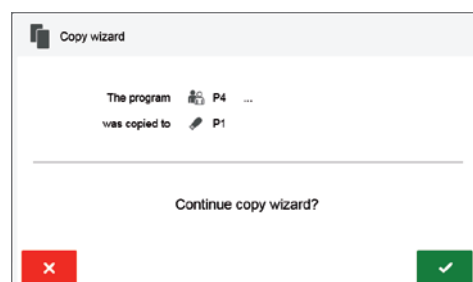 Copy wizard
The program P4 ...
was copied to P1
Continue copy wizard?